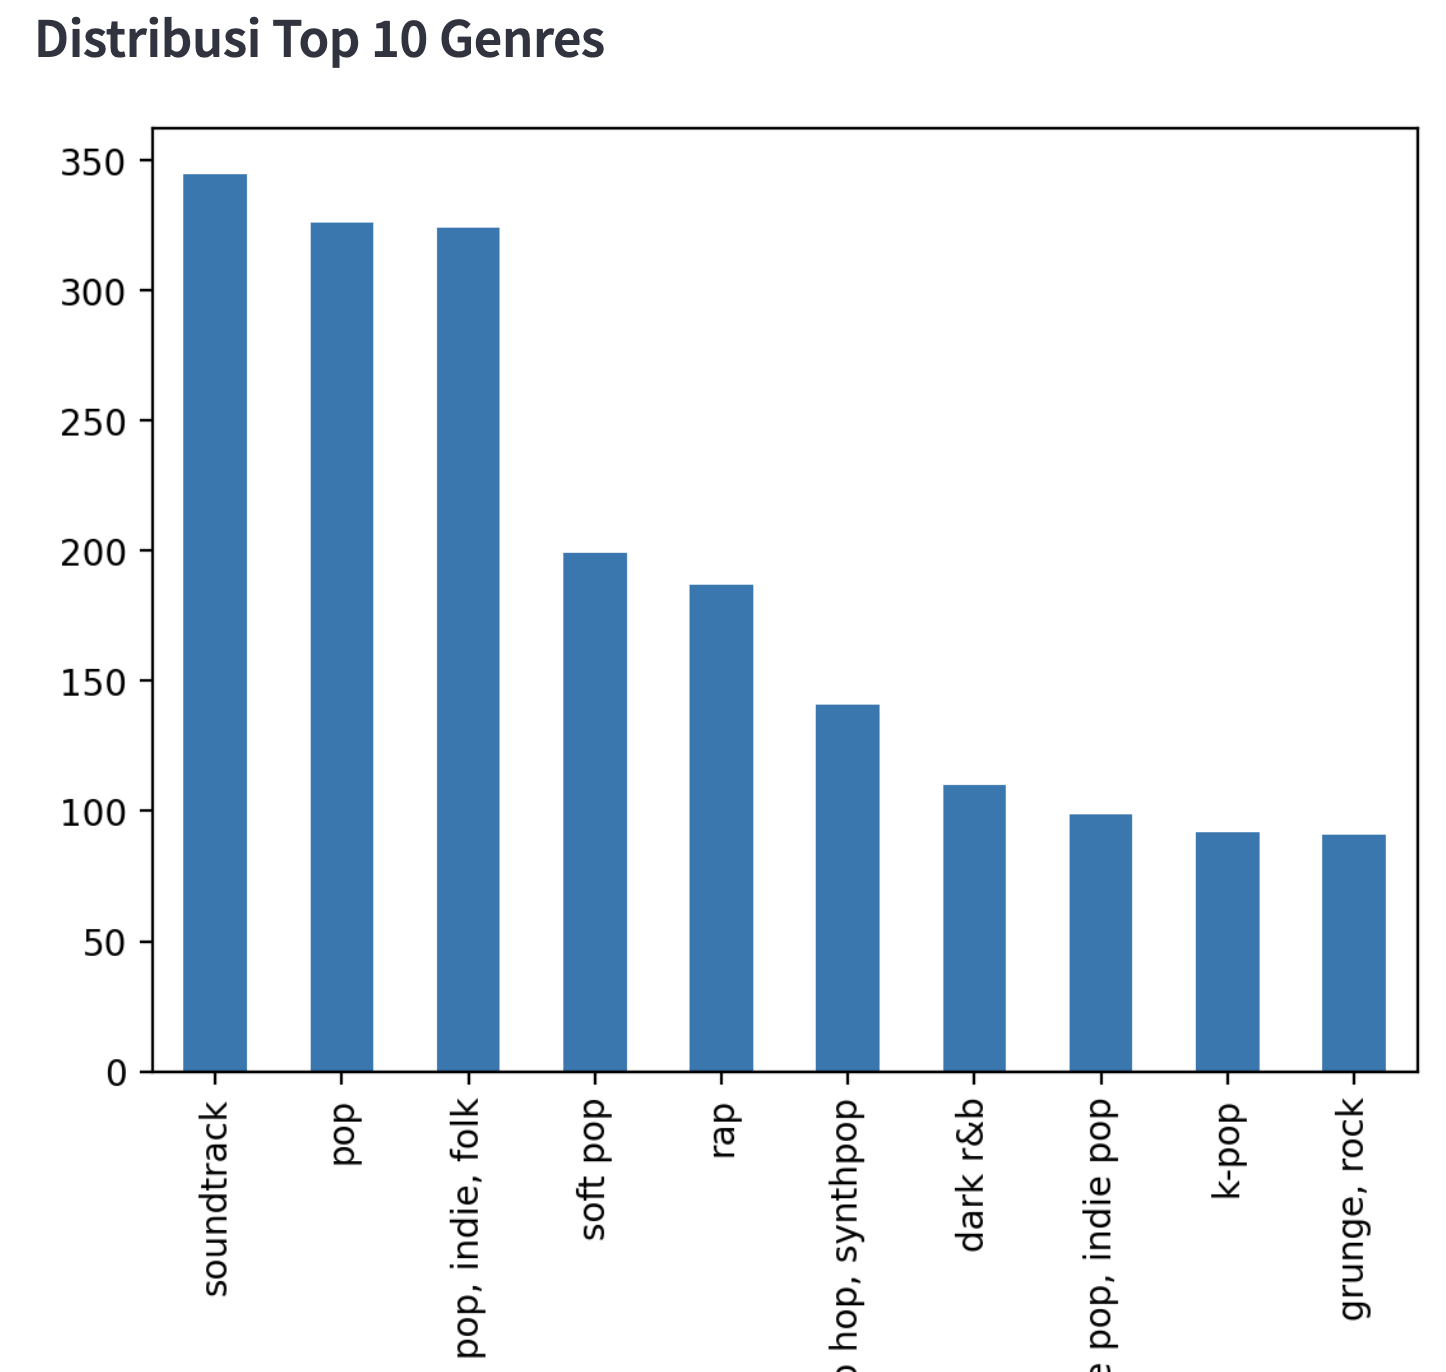 Distribusi Top 10 Genres
350
300
250
200
150
100
50
0
soundtrack
pop
pop, indie, folk
soft pop
rap
hop, synthpop
dark r&b
pop, indie pop
k-pop
grunge, rock